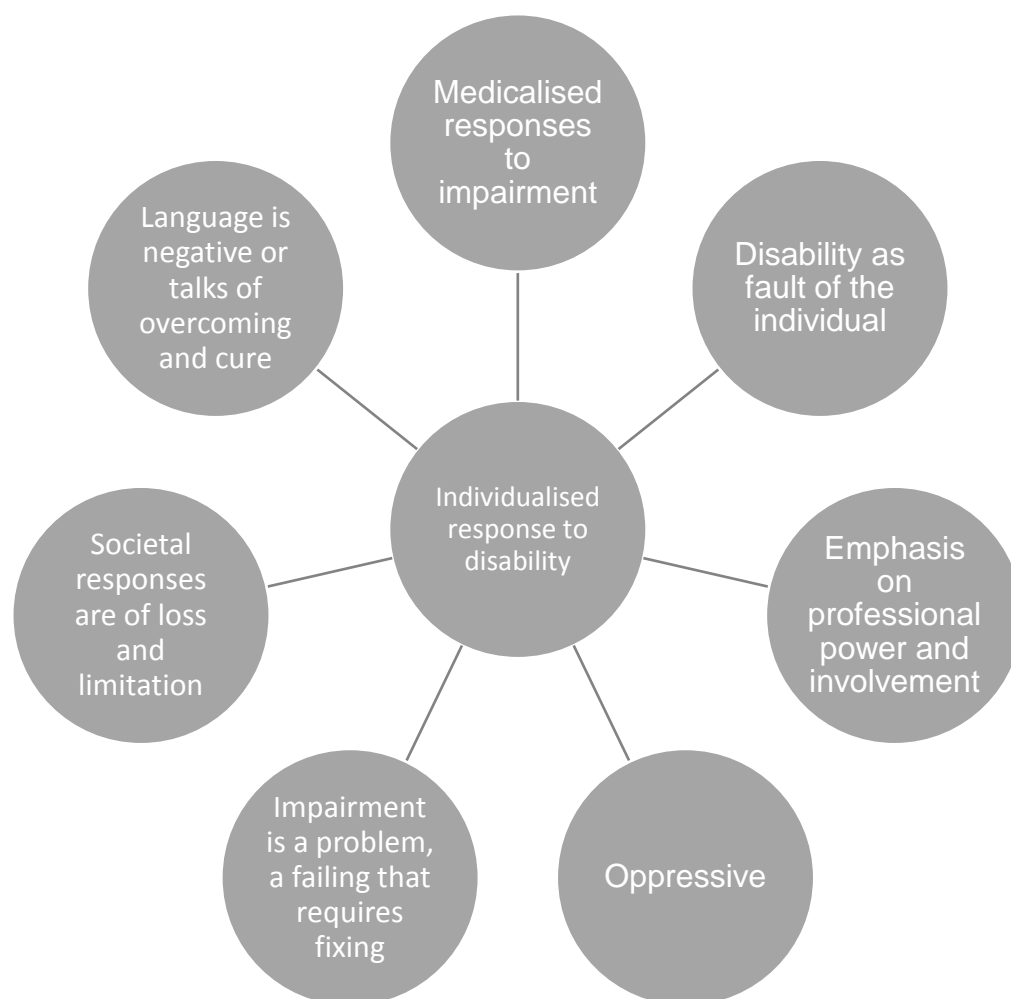 Medicalised
responses
to
impairment
Disability as
fault of the
individual
Emphasis
on
professional
power and
involvement
Oppressive
Impairment
is a problem,
a failing that
requires
fixing
Societal
responses
are of loss
and
limitation
Language is
negative or
talks of
overcoming
and cure
Individualised
response to
disability